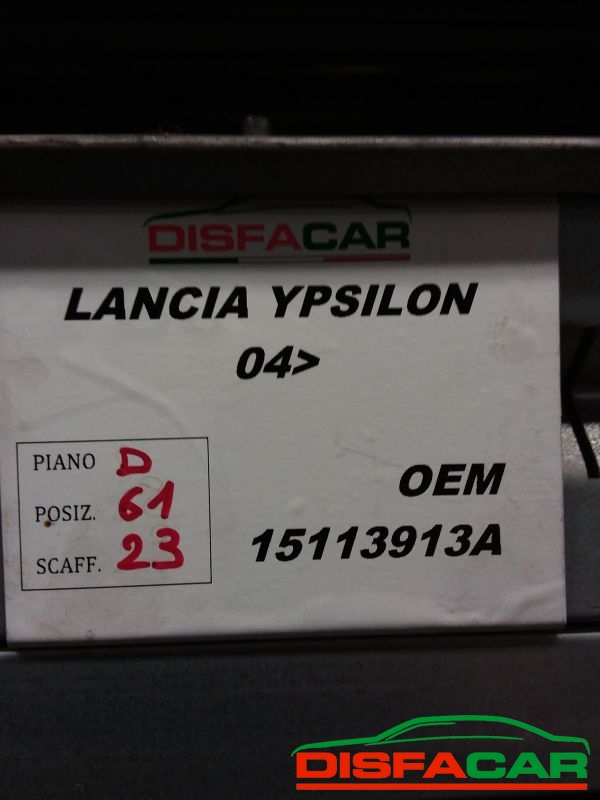 DISFACAR
LANCIA YPSILON
04>
PIANO D
POSIZ. 61
SCAFF. 23
OEM
15113913A
DISFACAR